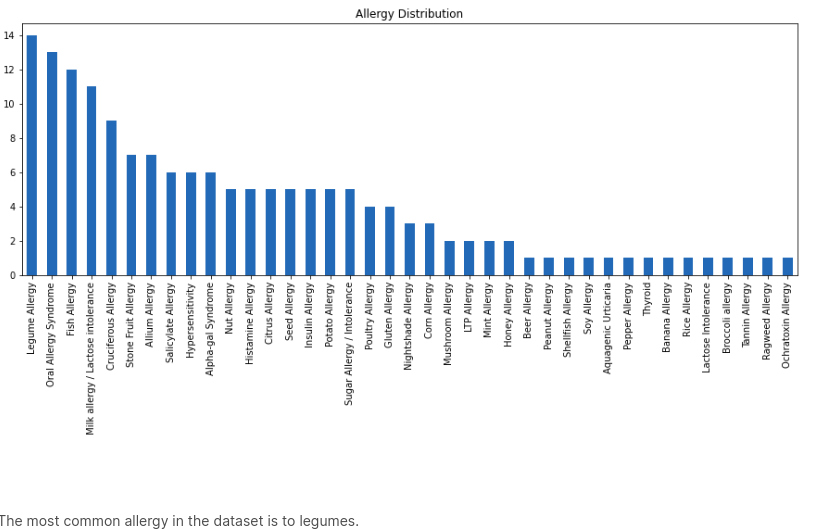 Allergy Distribution
14
12
10
8
6
4
2
0
Legume Allergy
Oral Allergy Syndrome
Fish Allergy
Milk allergy / Lactose intolerance
Cruciferous Allergy
Stone Fruit Allergy
Allium Allergy
Salicylate Allergy
Hypersensitivity
Alpha-gal Syndrome
Nut Allergy
Histamine Allergy
Citrus Allergy
Seed Allergy
Insulin Allergy
Potato Allergy
Sugar Allergy / Intolerance
Poultry Allergy
Gluten Allergy
Nightshade Allergy
Corn Allergy
Mushroom Allergy
LTP Allergy
Mint Allergy
Honey Allergy
Beer Allergy
Peanut Allergy
Shellfish Allergy
Soy Allergy
Aquagenic Urticaria
Pepper Allergy
Thyroid
Banana Allergy
Rice Allergy
Lactose Intolerance
Broccoli allergy
Tannin Allergy
Ragweed Allergy
Ochratoxin Allergy
The most common allergy in the dataset is to legumes.